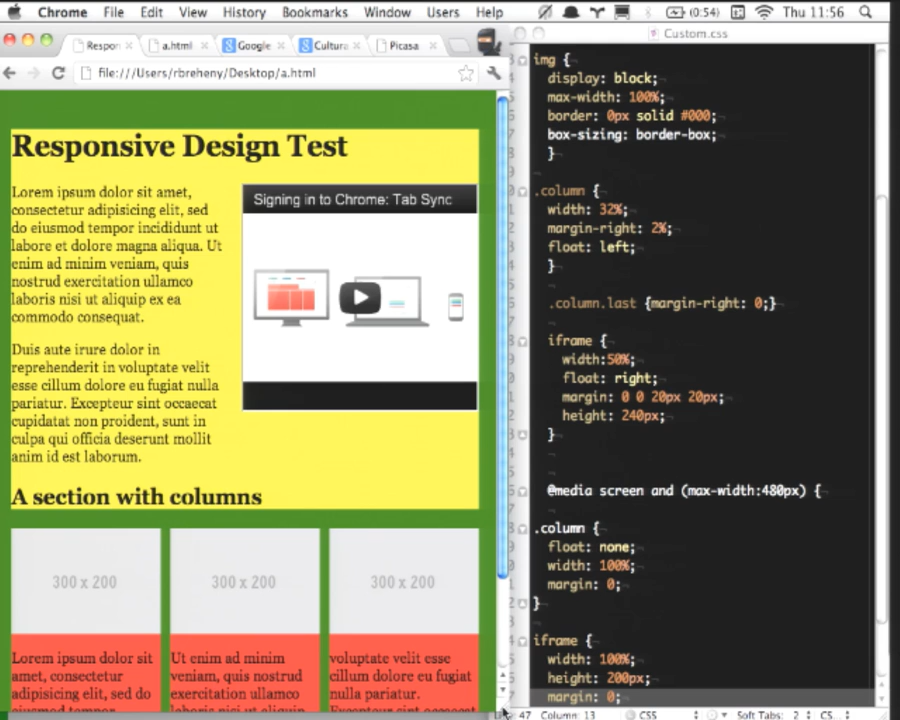 Chrome File Edit View History Bookmarks Window Users Help (0:54) Thu 11:56
Respon a.html Google Cultura Picasa
Custom.css
file:///Users/rbreheny/Desktop/a.html
Responsive Design Test
Lorem ipsum dolor sit amet,
consectetur adipisicing elit, sed
do eiusmod tempor incididunt ut
labore et dolore magna aliqua. Ut
enim ad minim veniam, quis
nostrud exercitation ullamco
laboris nisi ut aliquip ex ea
commodo consequat.
Duis aute irure dolor in
reprehenderit in voluptate velit
esse cillum dolore eu fugiat nulla
pariatur. Excepteur sint occaecat
cupidatat non proident, sunt in
culpa qui officia deserunt mollit
anim id est laborum.
Signing in to Chrome: Tab Sync
A section with columns
300 x 200
300 x 200
300 x 200
Lorem ipsum dolor sit
amet, consectetur
adipisicing elit, sed do
Ut enim ad minim
veniam, quis nostrud
exercitation ullamco
voluptate velit esse
cillum dolore eu fugiat
nulla pariatur.
img {
display: block;
max-width: 100%;
border: 0px solid #000;
box-sizing: border-box;
}
.column {
width: 32%;
margin-right: 2%;
float: left;
}
.column.last {margin-right: 0;}
iframe {
width:50%;
float: right;
margin: 0 0 20px 20px;
height: 240px;
}
@media screen and (max-width:480px) {
.column {
float: none;
width: 100%;
margin: 0;
}
iframe {
width: 100%;
height: 200px;
margin: 0;
47 Column: 13 CSS Soft Tabs: 2 CS...